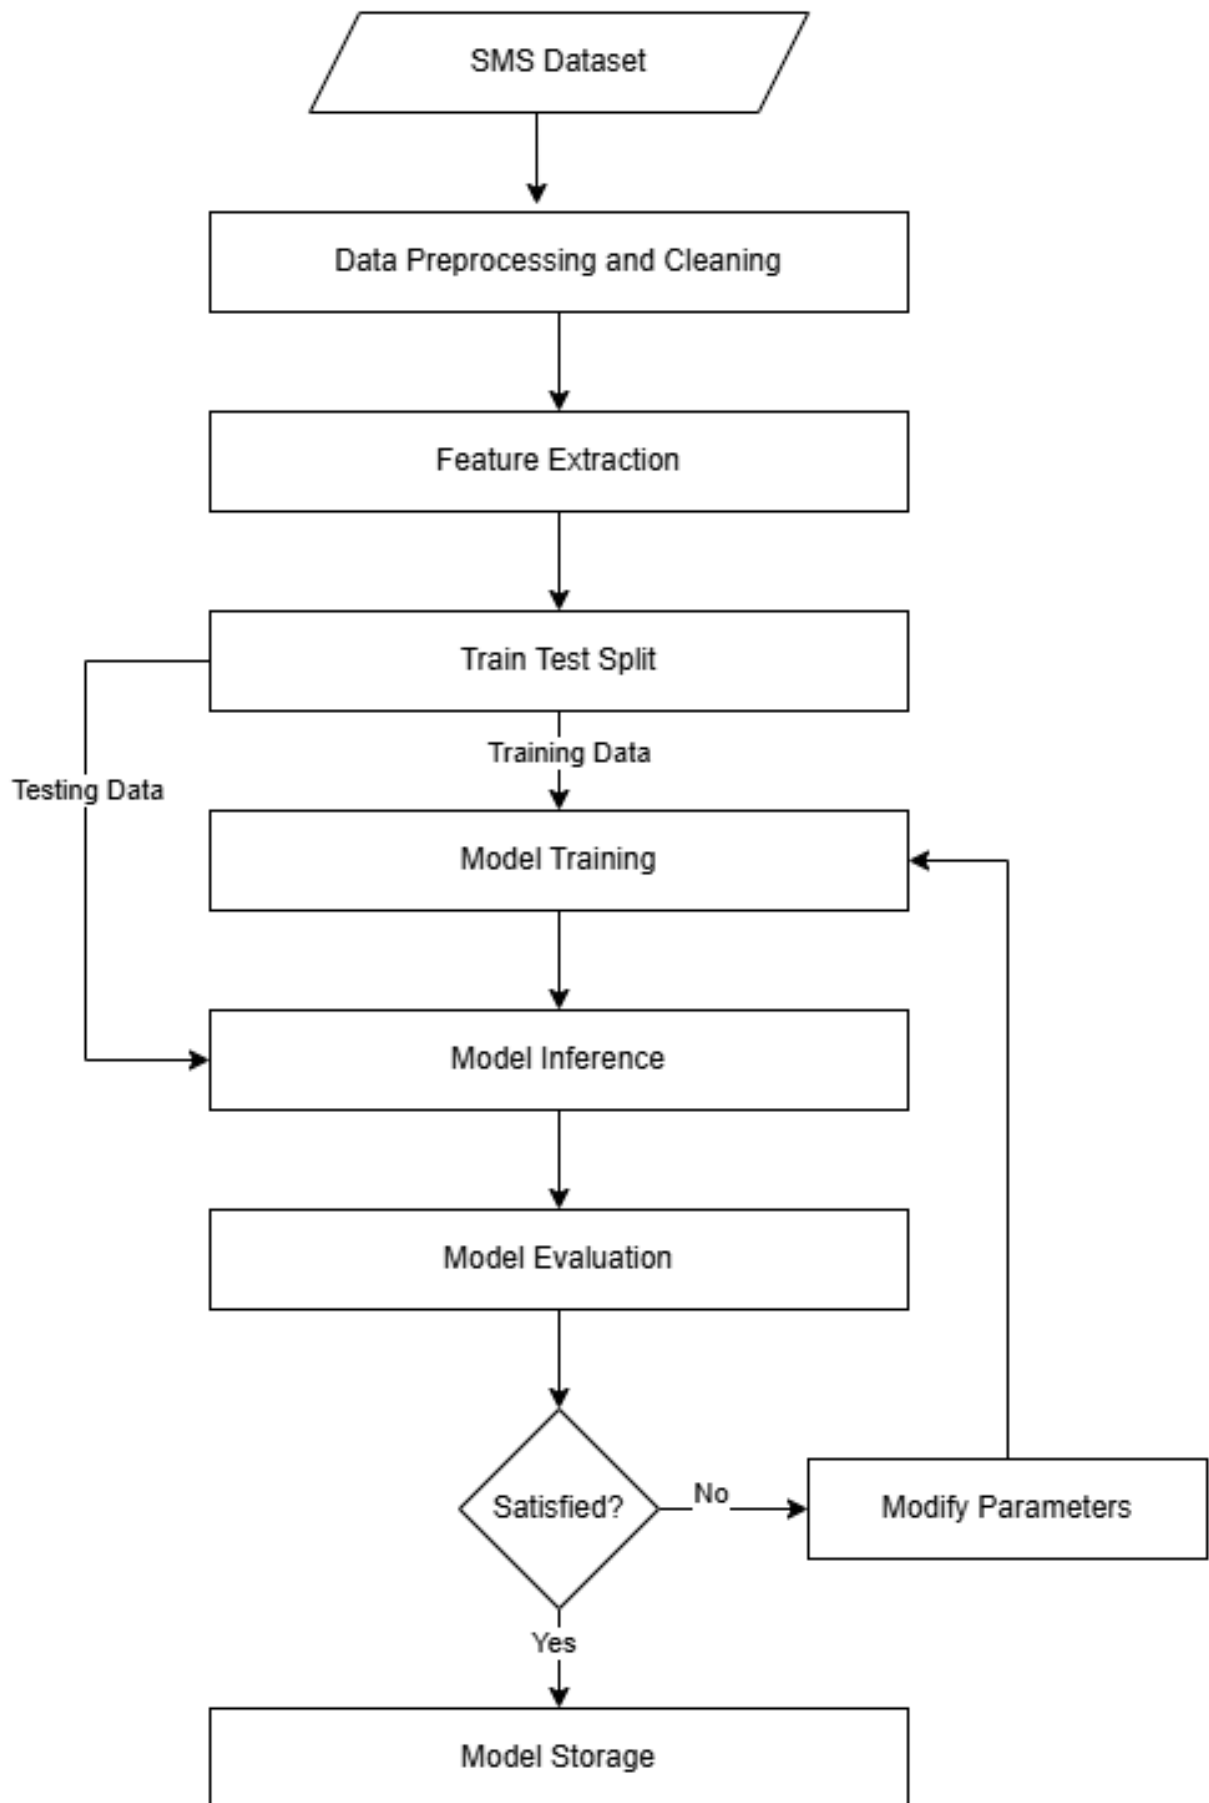 SMS Dataset
Data Preprocessing and Cleaning
Feature Extraction
Train Test Split
Training Data
Testing Data
Model Training
Model Inference
Model Evaluation
Satisfied?
No
Modify Parameters
Yes
Model Storage